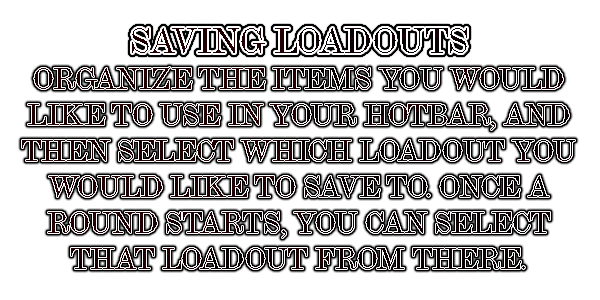 SAVING LOADOUTS
ORGANIZE THE ITEMS YOU WOULD
LIKE TO USE IN YOUR HOTBAR, AND
THEN SELECT WHICH LOADOUT YOU
WOULD LIKE TO SAVE TO. ONCE A
ROUND STARTS, YOU CAN SELECT
THAT LOADOUT FROM THERE.